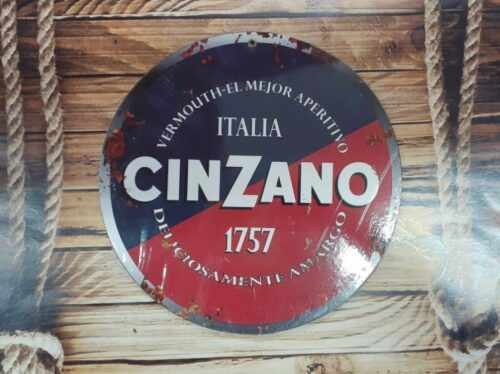 VERMOUTH-EL MEJOR APERITIVO
ITALIA
CINZANO
1757
DELICIOSAMENTE AMARGO